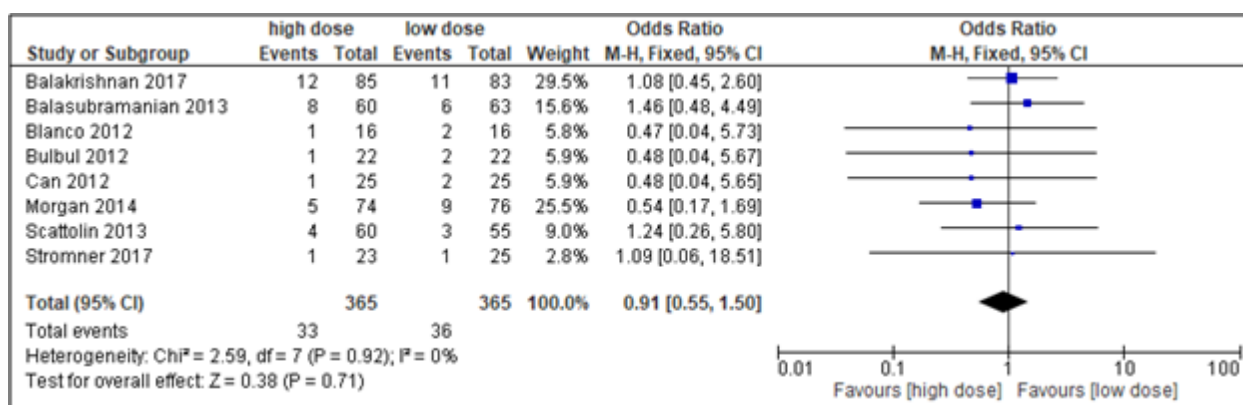 high dose low dose Odds Ratio Odds Ratio
Study or Subgroup Events Total Events Total Weight M-H, Fixed, 95% CI M-H, Fixed, 95% CI
Balakrishnan 2017 12 85 11 83 29.5% 1.08 [0.45, 2.60]
Balasubramanian 2013 8 60 6 63 15.6% 1.46 [0.48, 4.49]
Blanco 2012 1 16 2 16 5.8% 0.47 [0.04, 5.73]
Bulbul 2012 1 22 2 22 5.9% 0.48 [0.04, 5.67]
Can 2012 1 25 2 25 5.9% 0.48 [0.04, 5.65]
Morgan 2014 5 74 9 76 25.5% 0.54 [0.17, 1.69]
Scattolin 2013 4 60 3 55 9.0% 1.24 [0.26, 5.80]
Stromner 2017 1 23 1 25 2.8% 1.09 [0.06, 18.51]
Total (95% CI) 365 365 100.0% 0.91 [0.55, 1.50]
Total events 33 36
Heterogeneity: Chi² = 2.59, df = 7 (P = 0.92); I² = 0%
Test for overall effect: Z = 0.38 (P = 0.71)
0.01 0.1 1 10 100
Favours [high dose] Favours [low dose]